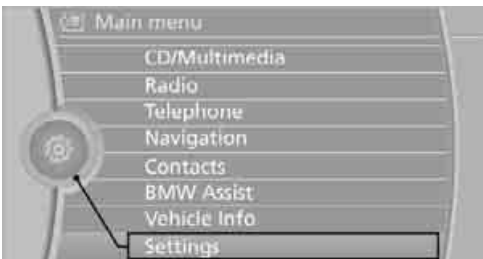 Main menu
CD/Multimedia
Radio
Telephone
Navigation
Contacts
BMW Assist
Vehicle Info
Settings